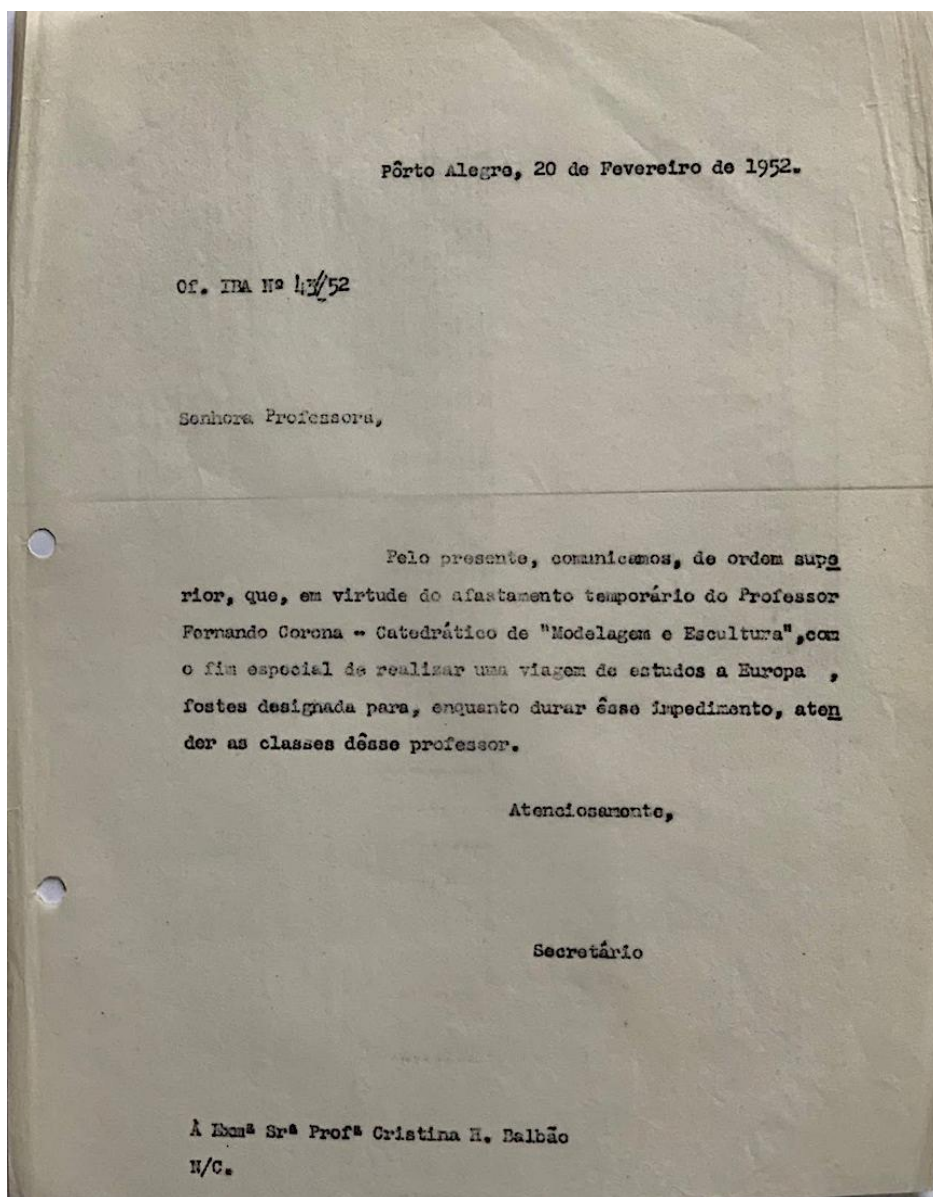 Pôrto Alegre, 20 de Fevereiro de 1952.
Of. IBA Nº 43/52
Senhora Professora,
Pelo presente, comunicamos, de ordem supe
rior, que, em virtude do afastamento temporário do Professor
Fernando Corona - Catedrático de "Modelagem e Escultura",com
o fim especial de realizar uma viagem de estudos a Europa ,
fostes designada para, enquanto durar êsse impedimento, aten
der as classes dêsse professor.
Atenciosamente,
Secretário
À Exmª Srª Profª Cristina H. Balbão
N/C.